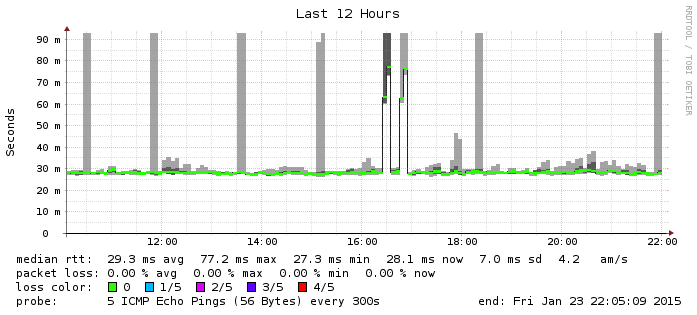 Last 12 Hours
RRDTOOL / TOBI OETIKER
Seconds
90 m
80 m
70 m
60 m
50 m
40 m
30 m
20 m
10 m
0
12:00 14:00 16:00 18:00 20:00 22:00
median rtt: 29.3 ms avg 77.2 ms max 27.3 ms min 28.1 ms now 7.0 ms sd 4.2 am/s
packet loss: 0.00 % avg 0.00 % max 0.00 % min 0.00 % now
loss color: 0 1/5 2/5 3/5 4/5
probe: 5 ICMP Echo Pings (56 Bytes) every 300s end: Fri Jan 23 22:05:09 2015